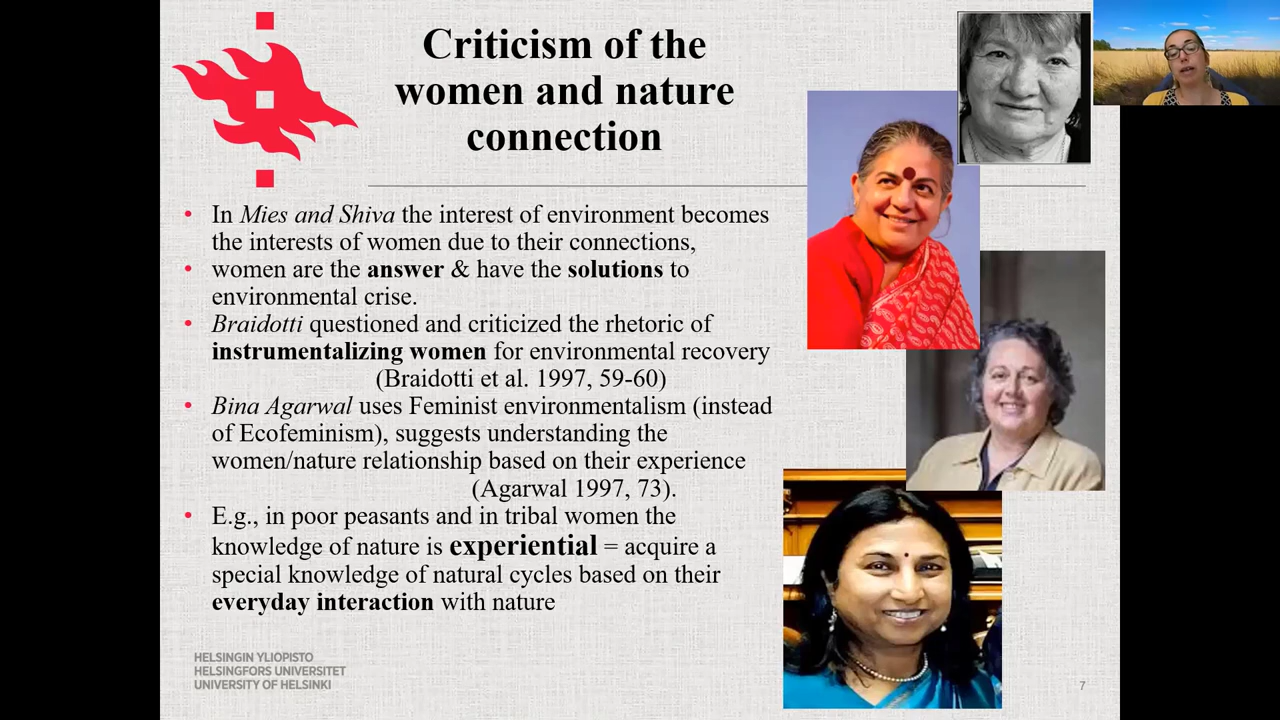 Criticism of the
women and nature
connection
• In Mies and Shiva the interest of environment becomes
the interests of women due to their connections,
• women are the answer & have the solutions to
environmental crise.
• Braidotti questioned and criticized the rhetoric of
instrumentalizing women for environmental recovery
(Braidotti et al. 1997, 59-60)
• Bina Agarwal uses Feminist environmentalism (instead
of Ecofeminism), suggests understanding the
women/nature relationship based on their experience
(Agarwal 1997, 73).
• E.g., in poor peasants and in tribal women the
knowledge of nature is experiential = acquire a
special knowledge of natural cycles based on their
everyday interaction with nature
HELSINGIN YLIOPISTO
HELSINGFORS UNIVERSITET
UNIVERSITY OF HELSINKI
7